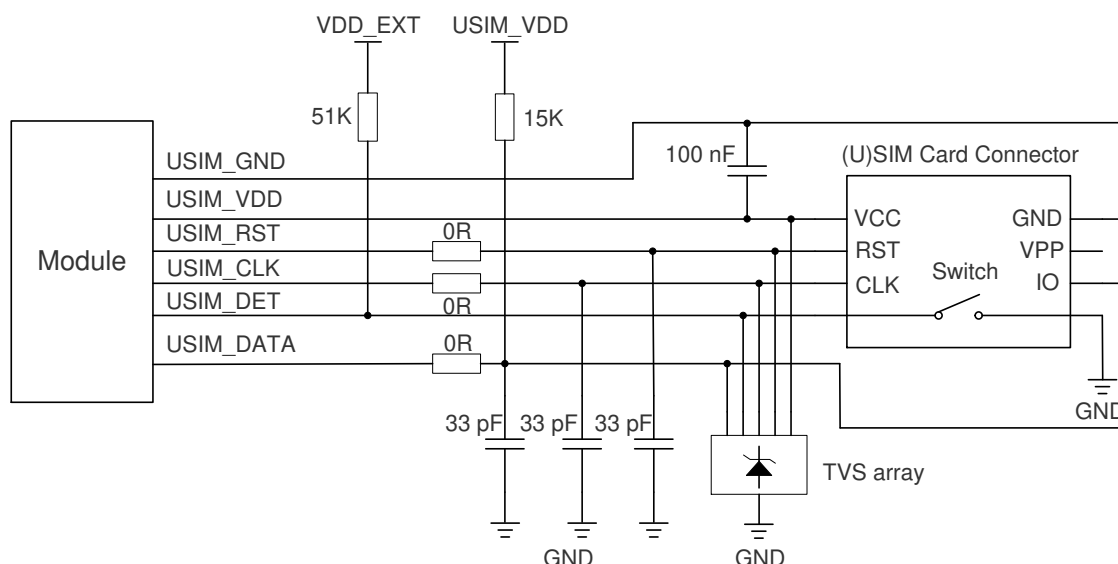 VDD_EXT USIM_VDD
51K 15K
USIM_GND
100 nF (U)SIM Card Connector
USIM_VDD
VCC GND
USIM_RST 0R
RST VPP
Module
USIM_CLK
Switch
CLK IO
USIM_DET 0R
USIM_DATA 0R
GND
33 pF 33 pF 33 pF
TVS array
GND GND